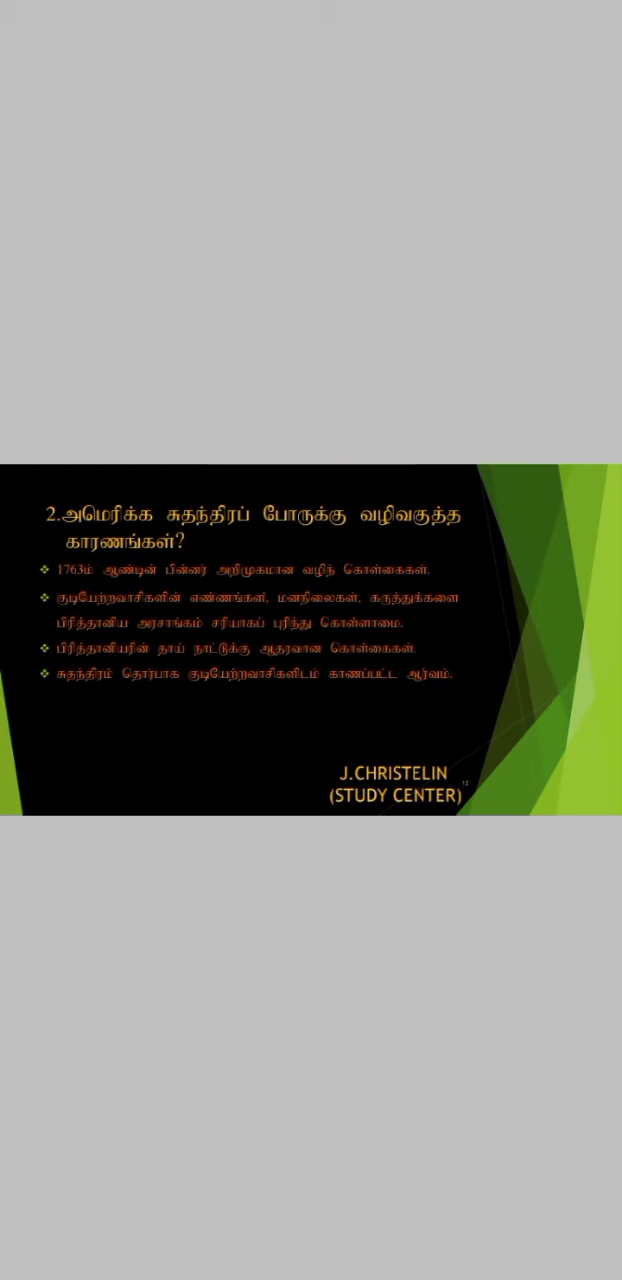 2.அமெரிக்க சுதந்திரப் போருக்கு வழிவகுத்த
காரணங்கள்?
❖ 1763ம் ஆண்டின் பின்னர் அறிமுகமான வழிந் கொள்கைகள்.
❖ குடியேற்றவாசிகளின் எண்ணங்கள், மனநிலைகள், கருத்துக்களை
பிரித்தானிய அரசாங்கம் சரியாகப் புரிந்து கொள்ளாமை.
❖ பிரித்தானியரின் தாய் நாட்டுக்கு ஆதரவான கொள்கைகள்.
❖ சுதந்திரம் தொர்பாக குடியேற்றவாசிகளிடம் காணப்பட்ட ஆர்வம்.
J.CHRISTELIN
(STUDY CENTER)
12